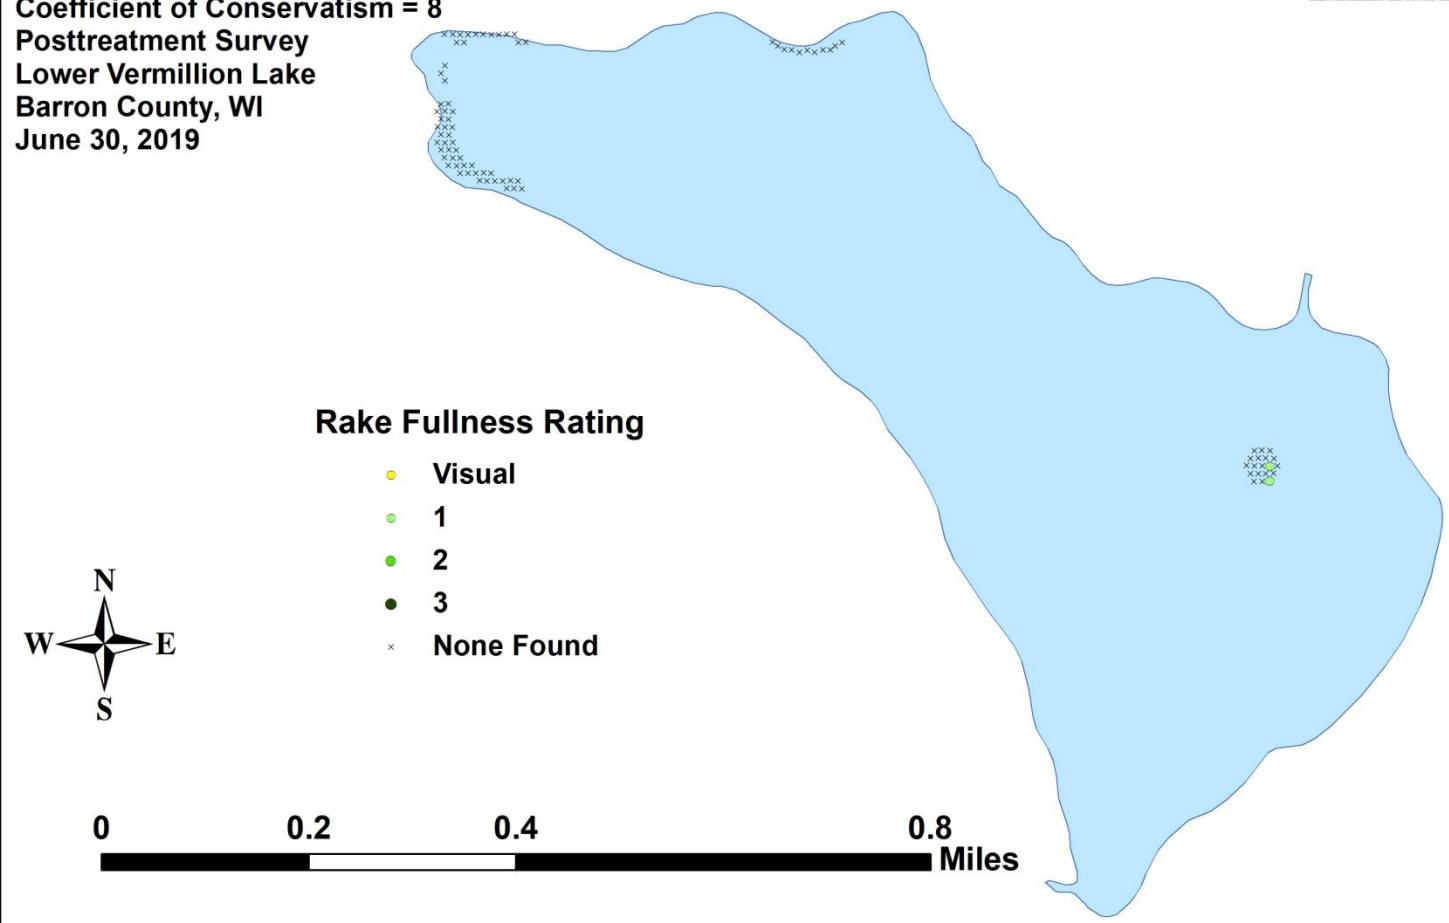 Coefficient of Conservatism = 8
Posttreatment Survey
Lower Vermillion Lake
Barron County, WI
June 30, 2019
Rake Fullness Rating
Visual
1
2
3
None Found
N
W E
S
0 0.2 0.4 0.8
Miles